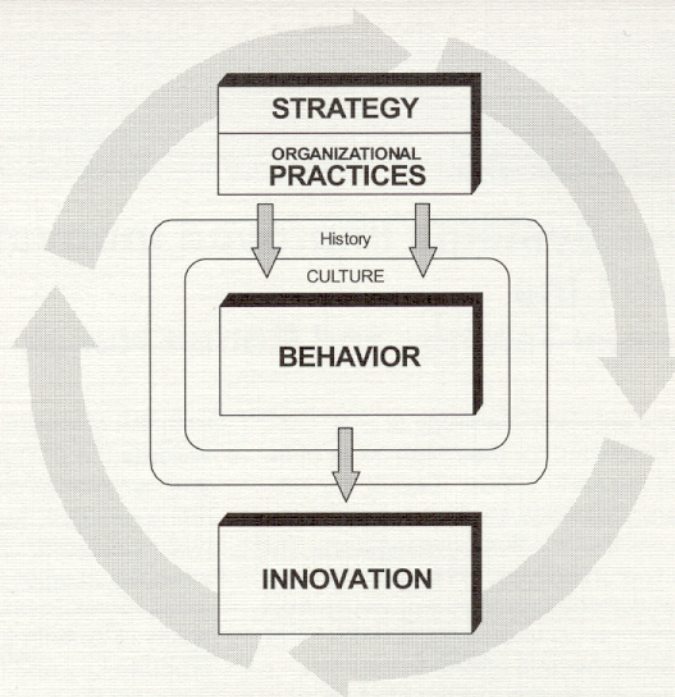 STRATEGY
ORGANIZATIONAL
PRACTICES
History
CULTURE
BEHAVIOR
INNOVATION